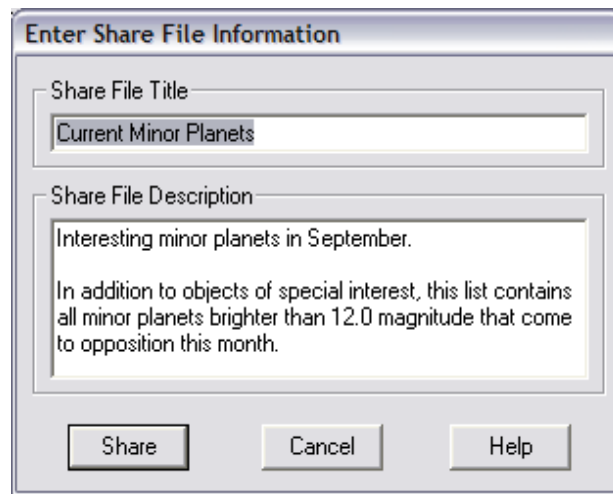 Enter Share File Information
Share File Title
Current Minor Planets
Share File Description
Interesting minor planets in September.
In addition to objects of special interest, this list contains
all minor planets brighter than 12.0 magnitude that come
to opposition this month.
Share Cancel Help